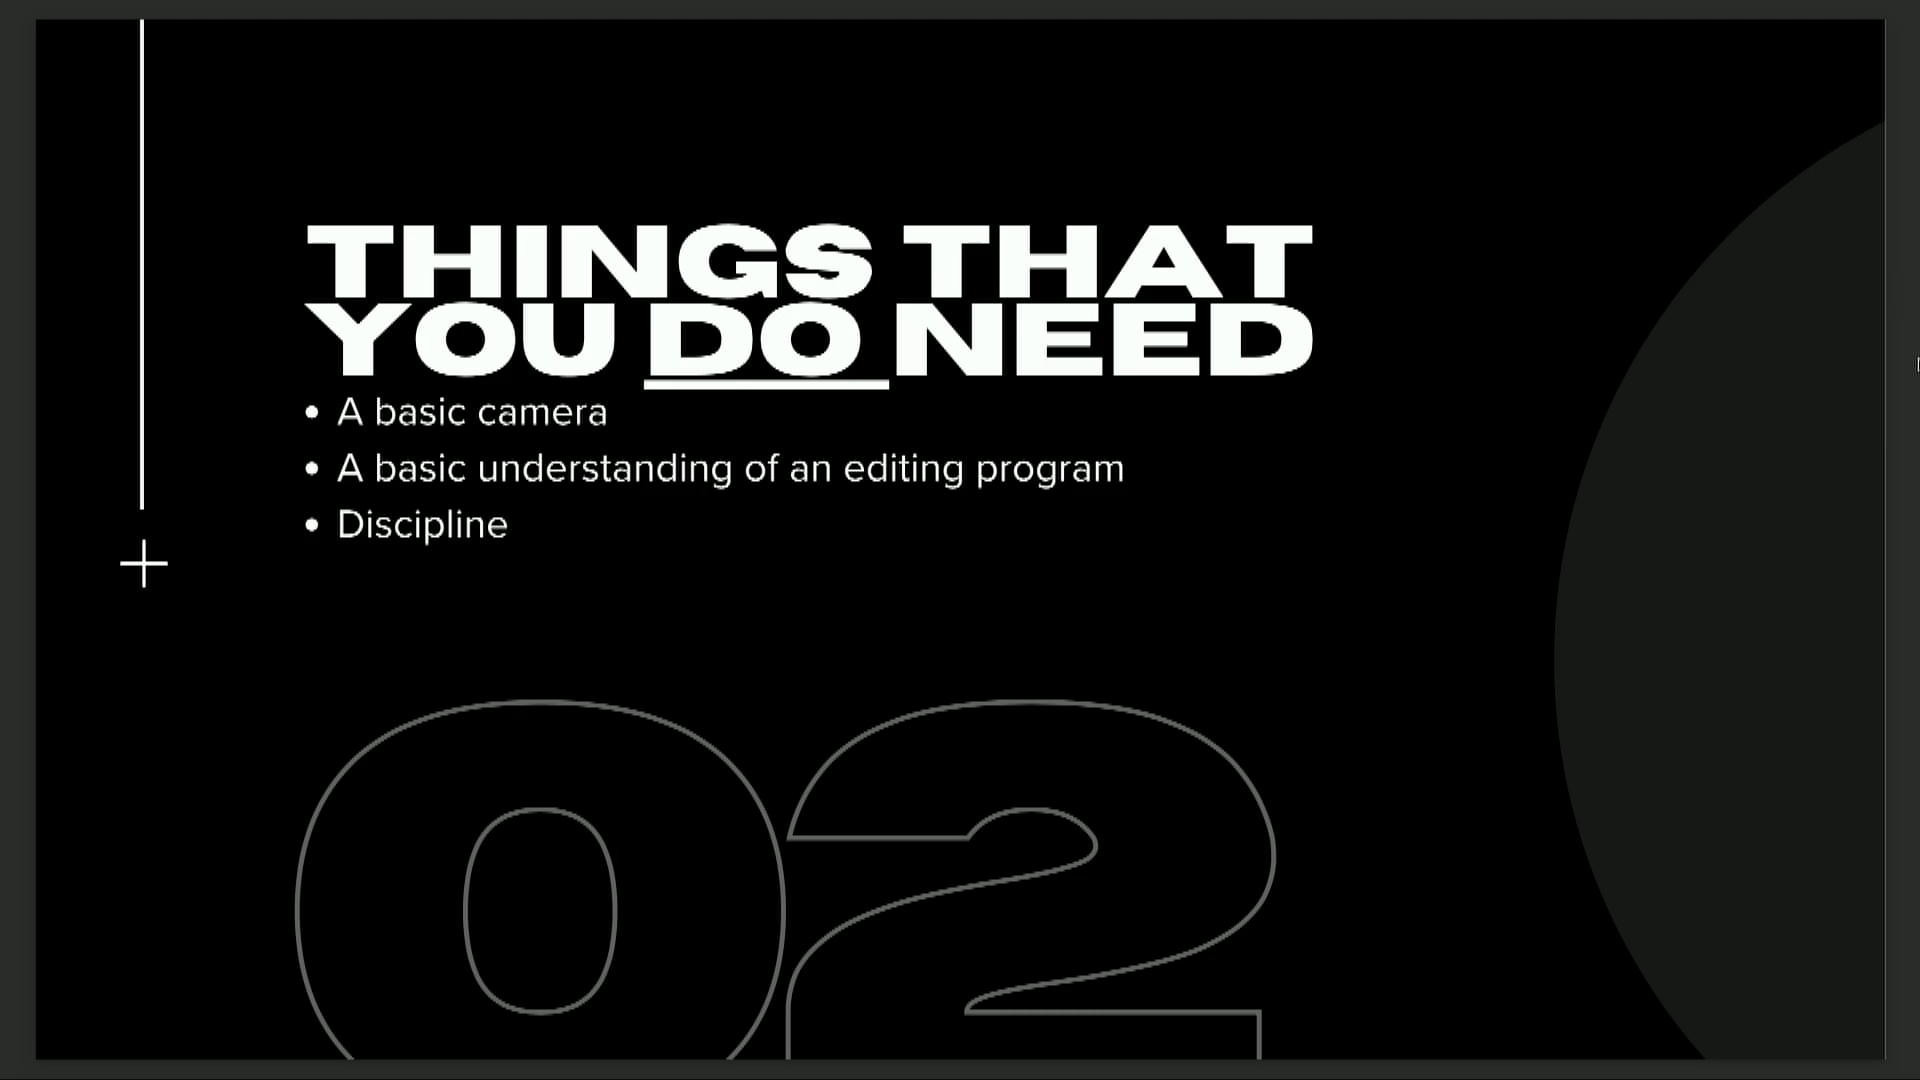 THINGS THAT
YOU DO NEED
• A basic camera
• A basic understanding of an editing program
• Discipline
02